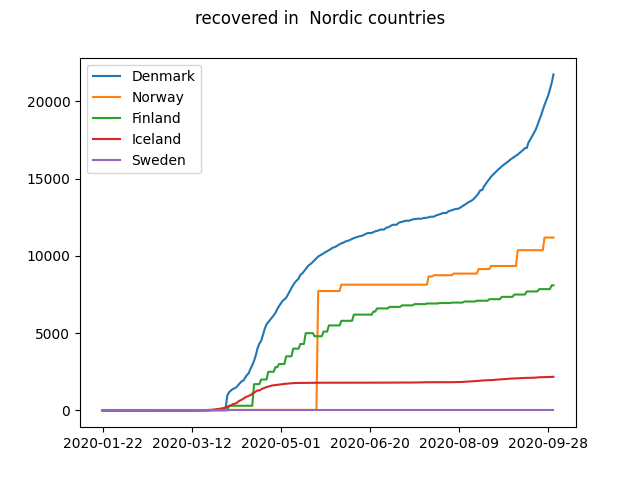 recovered in  Nordic countries
Denmark
Norway
Finland
Iceland
Sweden
20000
15000
10000
5000
0
2020-01-22 2020-03-12 2020-05-01 2020-06-20 2020-08-09 2020-09-28